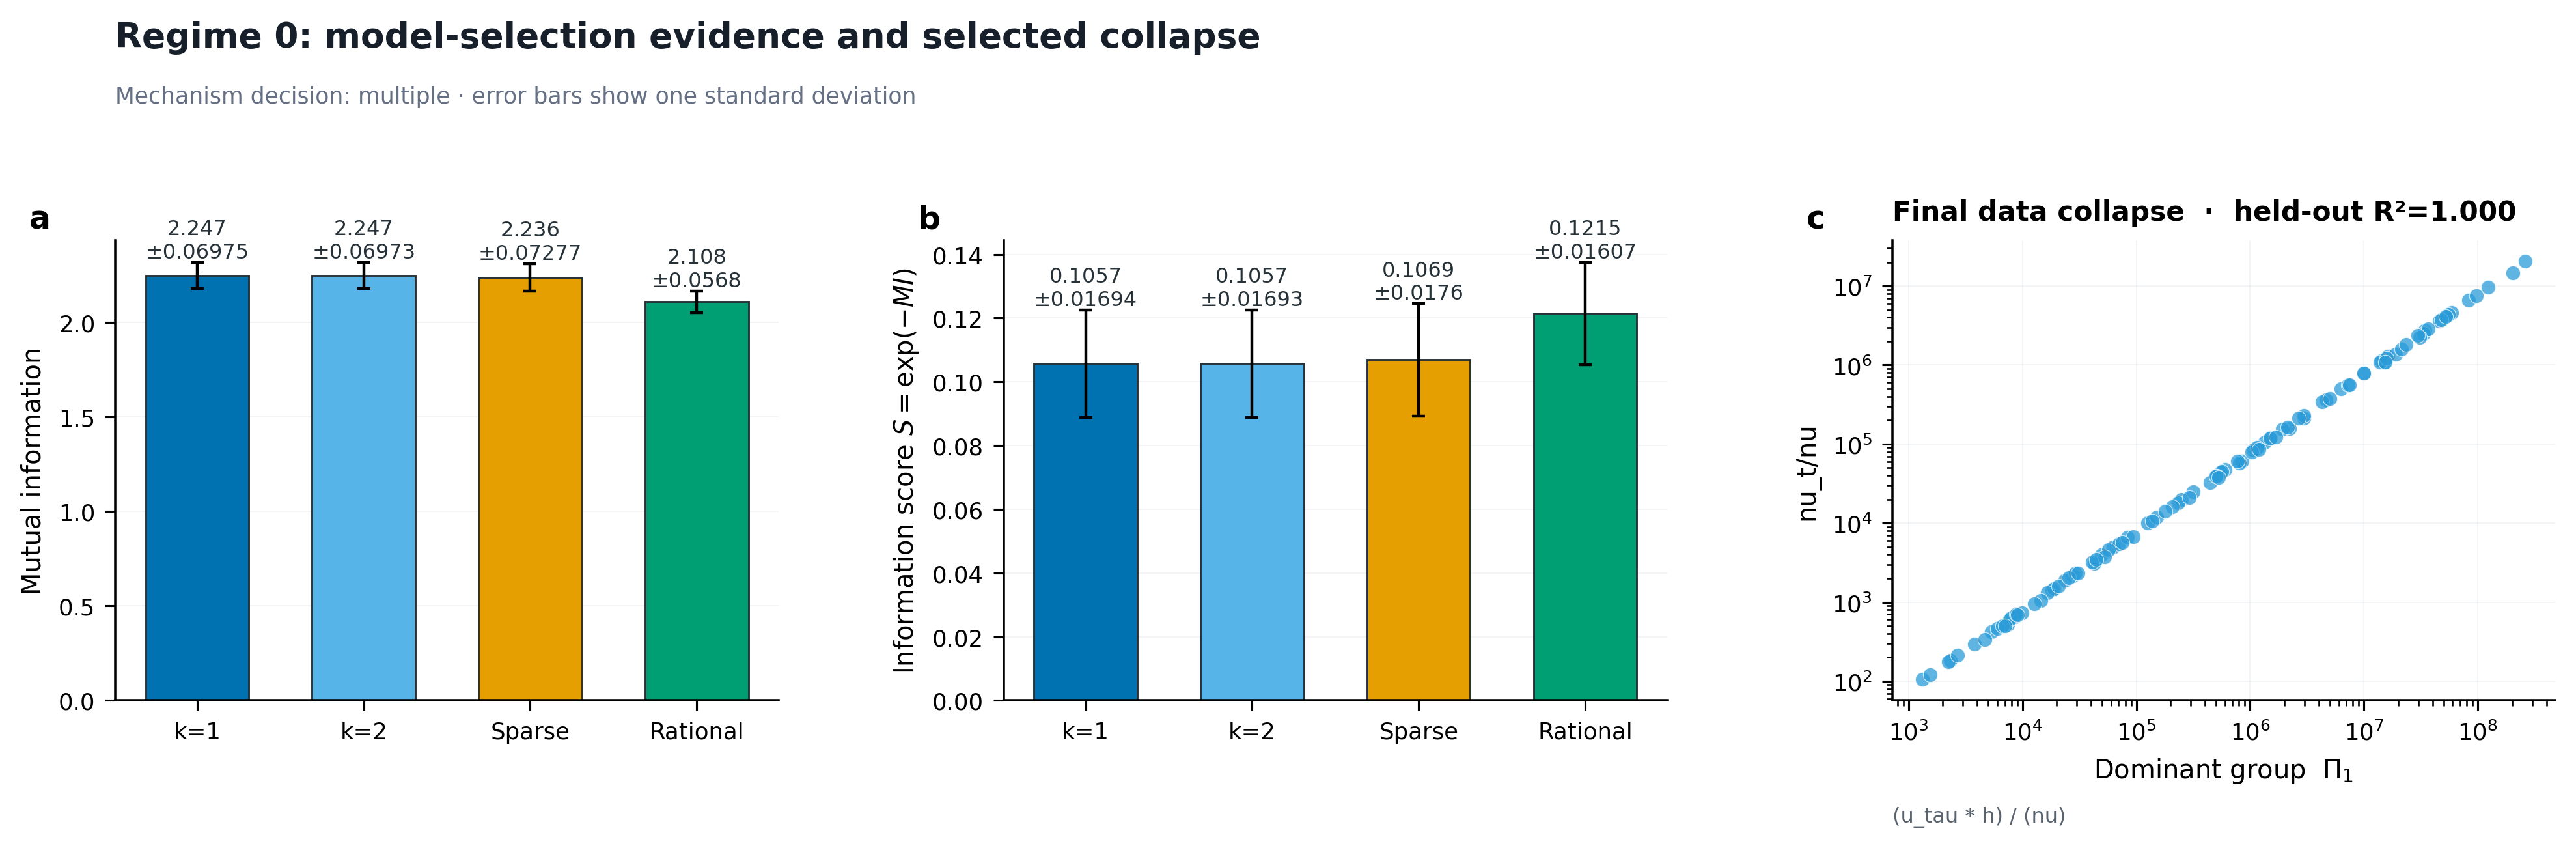 Regime 0: model-selection evidence and selected collapse
Mechanism decision: multiple · error bars show one standard deviation
a
2.247
±0.06975
2.247
±0.06973
2.236
±0.07277
2.108
±0.0568
Mutual information
2.0
1.5
1.0
0.5
0.0
k=1
k=2
Sparse
Rational
b
0.1057
±0.01694
0.1057
±0.01693
0.1069
±0.0176
0.1215
±0.01607
Information score S = exp(−MI)
0.14
0.12
0.10
0.08
0.06
0.04
0.02
0.00
k=1
k=2
Sparse
Rational
c
Final data collapse · held-out R²=1.000
nu_t/nu
10⁷
10⁶
10⁵
10⁴
10³
10²
10³
10⁴
10⁵
10⁶
10⁷
10⁸
Dominant group Π₁
(u_tau * h) / (nu)